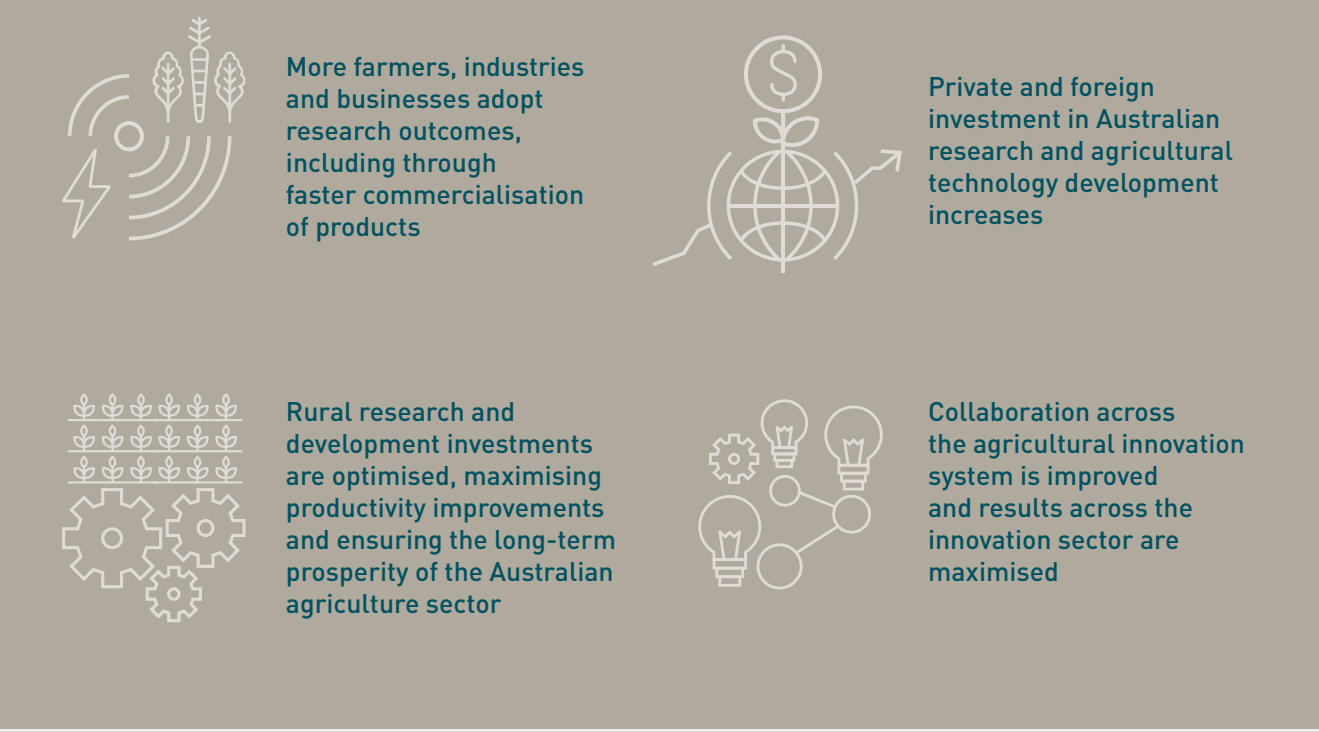 More farmers, industries
and businesses adopt
research outcomes,
including through
faster commercialisation
of products
$
Private and foreign
investment in Australian
research and agricultural
technology development
increases
Rural research and
development investments
are optimised, maximising
productivity improvements
and ensuring the long-term
prosperity of the Australian
agriculture sector
Collaboration across
the agricultural innovation
system is improved
and results across the
innovation sector are
maximised